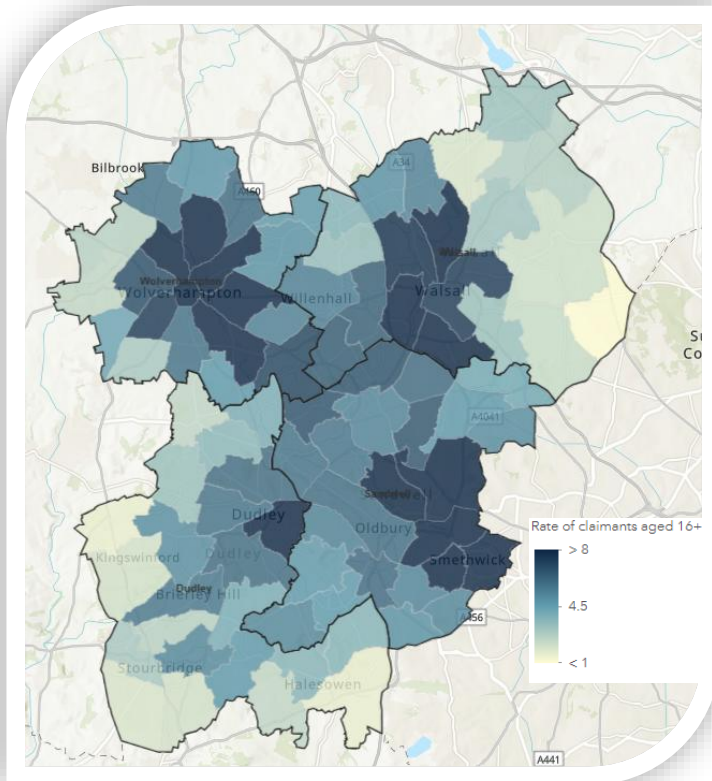 Bilbrook
A460
A34
Wolverhampton
Wolverhampton
Willenhall
Walsall
Walsall
Su
Co
A4041
Sandwell
Dudley
Oldbury
Rate of claimants aged 16+
> 8
4.5
< 1
Kingswinford
Dudley
Smethwick
Dudley
Brierley Hill
A456
Stourbridge
Halesowen
A441